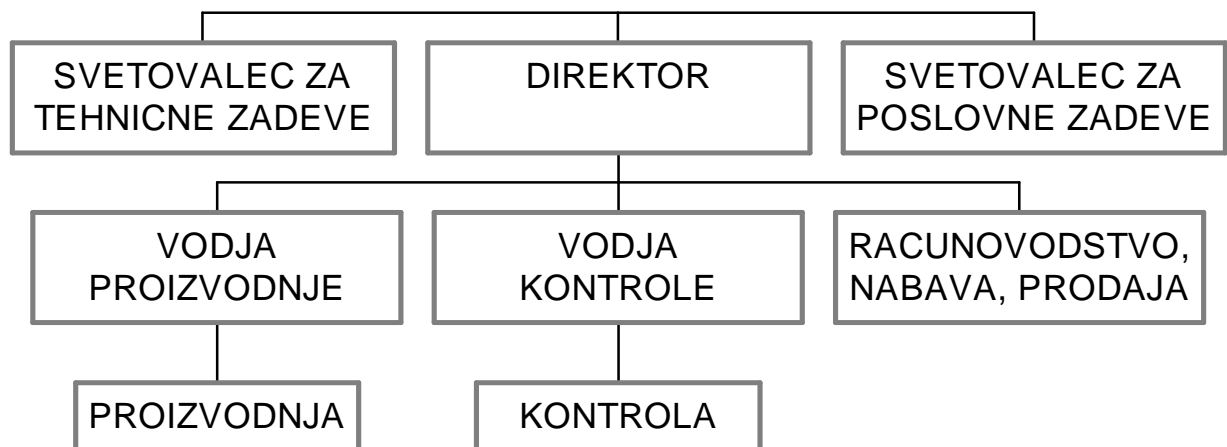 SVETOVALEC ZA
TEHNICNE ZADEVE
DIREKTOR
SVETOVALEC ZA
POSLOVNE ZADEVE
VODJA
PROIZVODNJE
VODJA
KONTROLE
RACUNOVODSTVO,
NABAVA, PRODAJA
PROIZVODNJA
KONTROLA